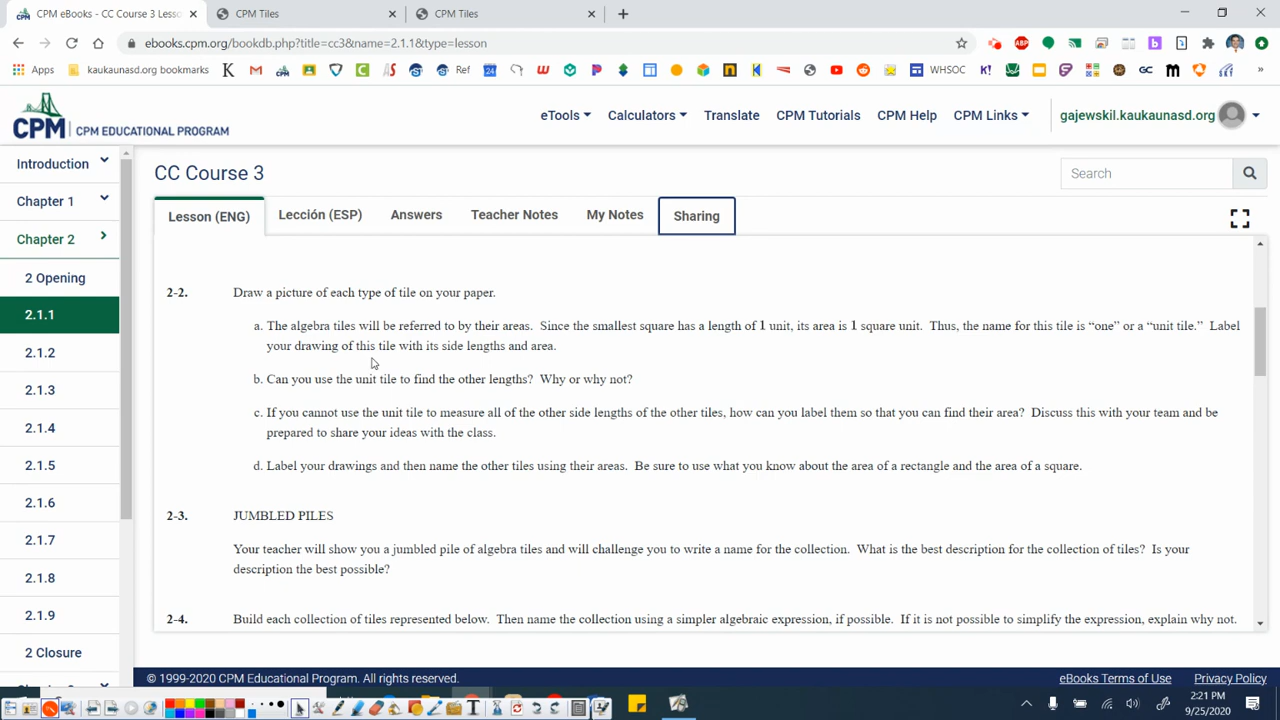 CPM eBooks - CC Course 3 Lesso
CPM Tiles
CPM Tiles
ebooks.cpm.org/bookdb.php?title=cc3&name=2.1.1&type=lesson
Apps
kaukaunasd.org bookmarks
Ref
WHSOC
CPM
CPM EDUCATIONAL PROGRAM
eTools
Calculators
Translate
CPM Tutorials
CPM Help
CPM Links
gajewskil.kaukaunasd.org
Introduction
Chapter 1
Chapter 2
2 Opening
2.1.1
2.1.2
2.1.3
2.1.4
2.1.5
2.1.6
2.1.7
2.1.8
2.1.9
2 Closure
CC Course 3
Search
Lesson (ENG)
Lección (ESP)
Answers
Teacher Notes
My Notes
Sharing
2-2. Draw a picture of each type of tile on your paper.
a. The algebra tiles will be referred to by their areas. Since the smallest square has a length of 1 unit, its area is 1 square unit. Thus, the name for this tile is “one” or a “unit tile.” Label
your drawing of this tile with its side lengths and area.
b. Can you use the unit tile to find the other lengths? Why or why not?
c. If you cannot use the unit tile to measure all of the other side lengths of the other tiles, how can you label them so that you can find their area? Discuss this with your team and be
prepared to share your ideas with the class.
d. Label your drawings and then name the other tiles using their areas. Be sure to use what you know about the area of a rectangle and the area of a square.
2-3. JUMBLED PILES
Your teacher will show you a jumbled pile of algebra tiles and will challenge you to write a name for the collection. What is the best description for the collection of tiles? Is your
description the best possible?
2-4. Build each collection of tiles represented below. Then name the collection using a simpler algebraic expression, if possible. If it is not possible to simplify the expression, explain why not.
© 1999-2020 CPM Educational Program. All rights reserved.
eBooks Terms of Use
Privacy Policy
2:21 PM
9/25/2020